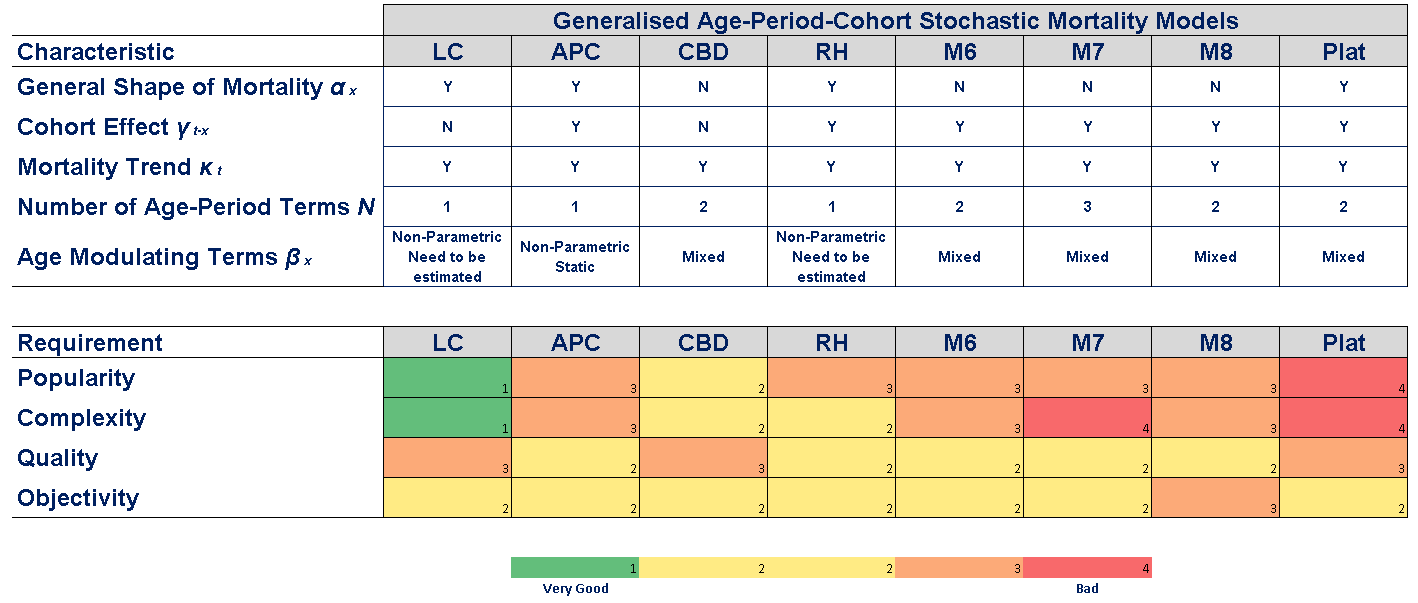 Generalised Age-Period-Cohort Stochastic Mortality Models
Characteristic LC APC CBD RH M6 M7 M8 Plat
General Shape of Mortality α x Y Y N Y N N N Y
Cohort Effect γ t-x N Y N Y Y Y Y Y
Mortality Trend κ t Y Y Y Y Y Y Y Y
Number of Age-Period Terms N 1 1 2 1 2 3 2 2
Age Modulating Terms β x Non-Parametric Need to be estimated Non-Parametric Static Mixed Non-Parametric Need to be estimated Mixed Mixed Mixed Mixed
Requirement LC APC CBD RH M6 M7 M8 Plat
Popularity 1 3 2 3 3 3 3 4
Complexity 1 3 2 2 3 4 3 4
Quality 3 2 3 2 2 2 2 3
Objectivity 2 2 2 2 2 2 3 2
1 2 2 3 4
Very Good Bad